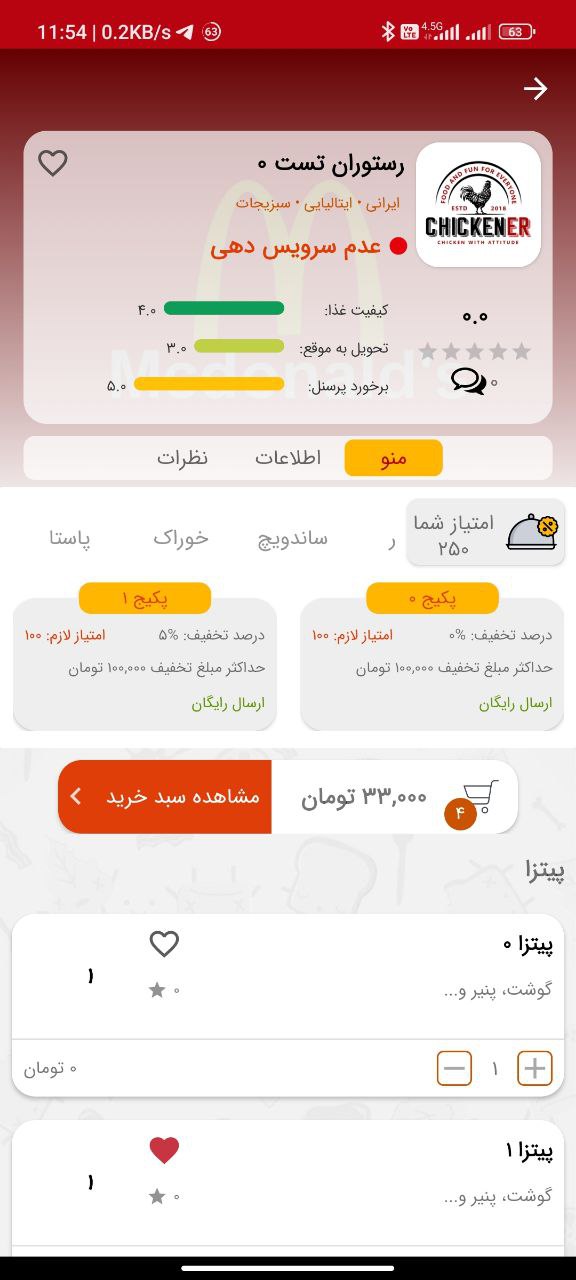 11:54 | 0.2KB/s 63 Vo LTE 4.5G 63
رستوران تست ۰
ایرانی • ایتالیایی • سبزیجات
عدم سرویس دهی
FOOD AND FUN FOR EVERYONE
ESTD 2018
CHICKENER
CHICKEN WITH ATTITUDE
Mcdonald's
۰.۰
۰
کیفیت غذا: ۴.۰
تحویل به موقع: ۳.۰
برخورد پرسنل: ۵.۰
منو اطلاعات نظرات
امتیاز شما
۲۵۰
ر ساندویچ خوراک پاستا
پکیج ۰
درصد تخفیف: ۰% امتیاز لازم: ۱۰۰
حداکثر مبلغ تخفیف ۱۰۰,۰۰۰ تومان
ارسال رایگان
پکیج ۱
درصد تخفیف: ۵% امتیاز لازم: ۱۰۰
حداکثر مبلغ تخفیف ۱۰۰,۰۰۰ تومان
ارسال رایگان
۴ ۳۳,۰۰۰ تومان مشاهده سبد خرید
پیتزا
پیتزا ۰
گوشت، پنیر و...
۰
۱
۱
۰ تومان
پیتزا ۱
گوشت، پنیر و...
۰
۱